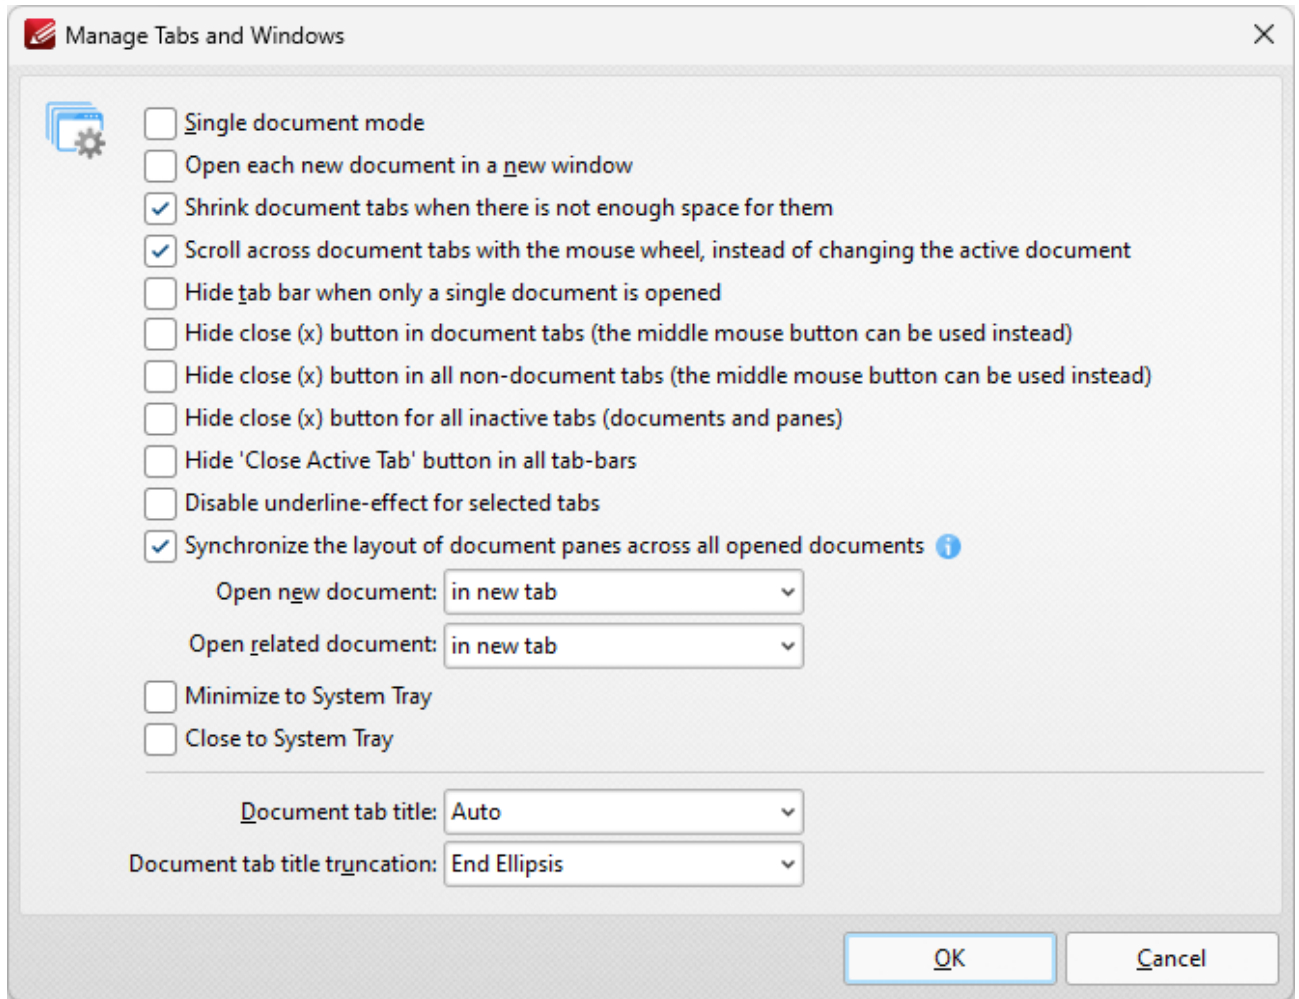 Manage Tabs and Windows
Single document mode
Open each new document in a new window
Shrink document tabs when there is not enough space for them
Scroll across document tabs with the mouse wheel, instead of changing the active document
Hide tab bar when only a single document is opened
Hide close (x) button in document tabs (the middle mouse button can be used instead)
Hide close (x) button in all non-document tabs (the middle mouse button can be used instead)
Hide close (x) button for all inactive tabs (documents and panes)
Hide 'Close Active Tab' button in all tab-bars
Disable underline-effect for selected tabs
Synchronize the layout of document panes across all opened documents
Open new document: in new tab
Open related document: in new tab
Minimize to System Tray
Close to System Tray
Document tab title: Auto
Document tab title truncation: End Ellipsis
OK Cancel